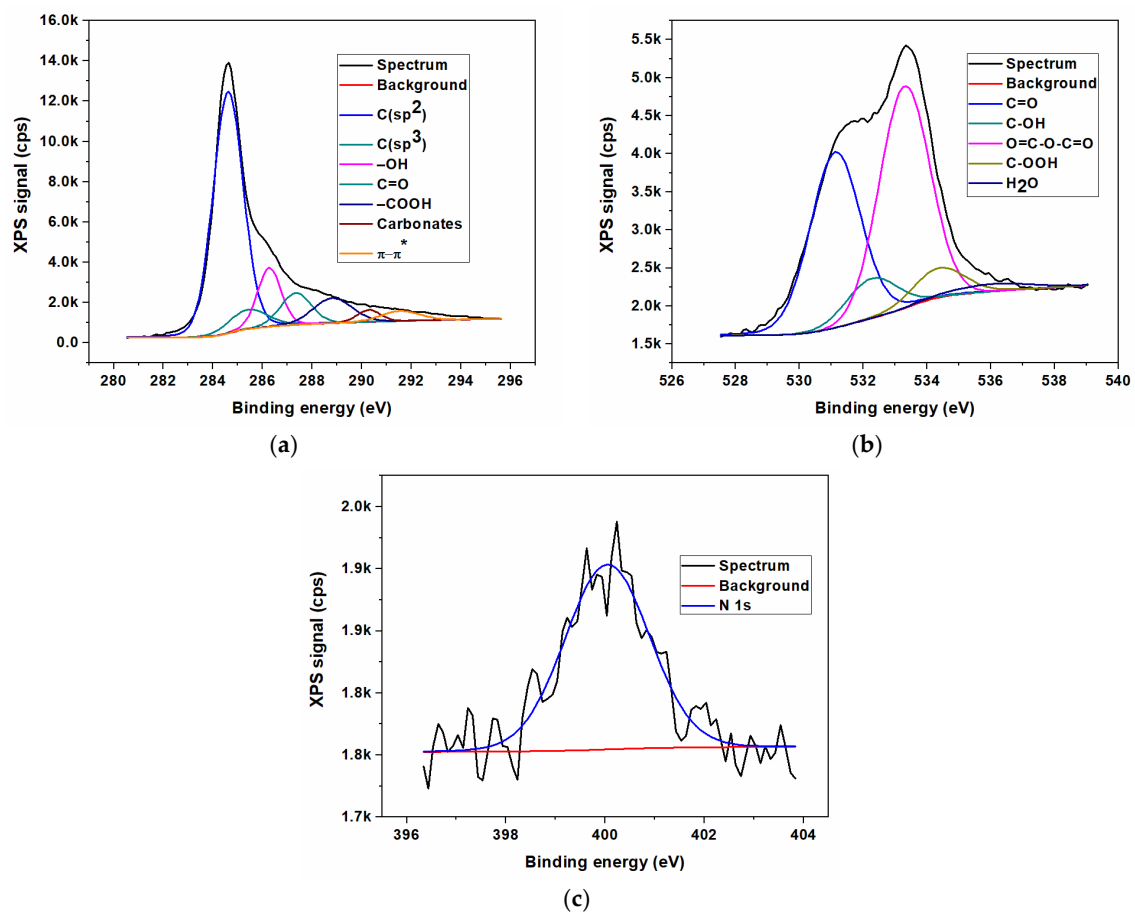 16.0k
14.0k
12.0k
10.0k
8.0k
6.0k
4.0k
2.0k
0.0
XPS signal (cps)
280 282 284 286 288 290 292 294 296
Binding energy (eV)
Spectrum
Background
C(sp2)
C(sp3)
–OH
C=O
–COOH
Carbonates
π–π*
(a)
5.5k
5.0k
4.5k
4.0k
3.5k
3.0k
2.5k
2.0k
1.5k
XPS signal (cps)
526 528 530 532 534 536 538 540
Binding energy (eV)
Spectrum
Background
C=O
C-OH
O=C-O-C=O
C-OOH
H2O
(b)
2.0k
1.9k
1.9k
1.8k
1.8k
1.7k
XPS signal (cps)
396 398 400 402 404
Binding energy (eV)
Spectrum
Background
N 1s
(c)